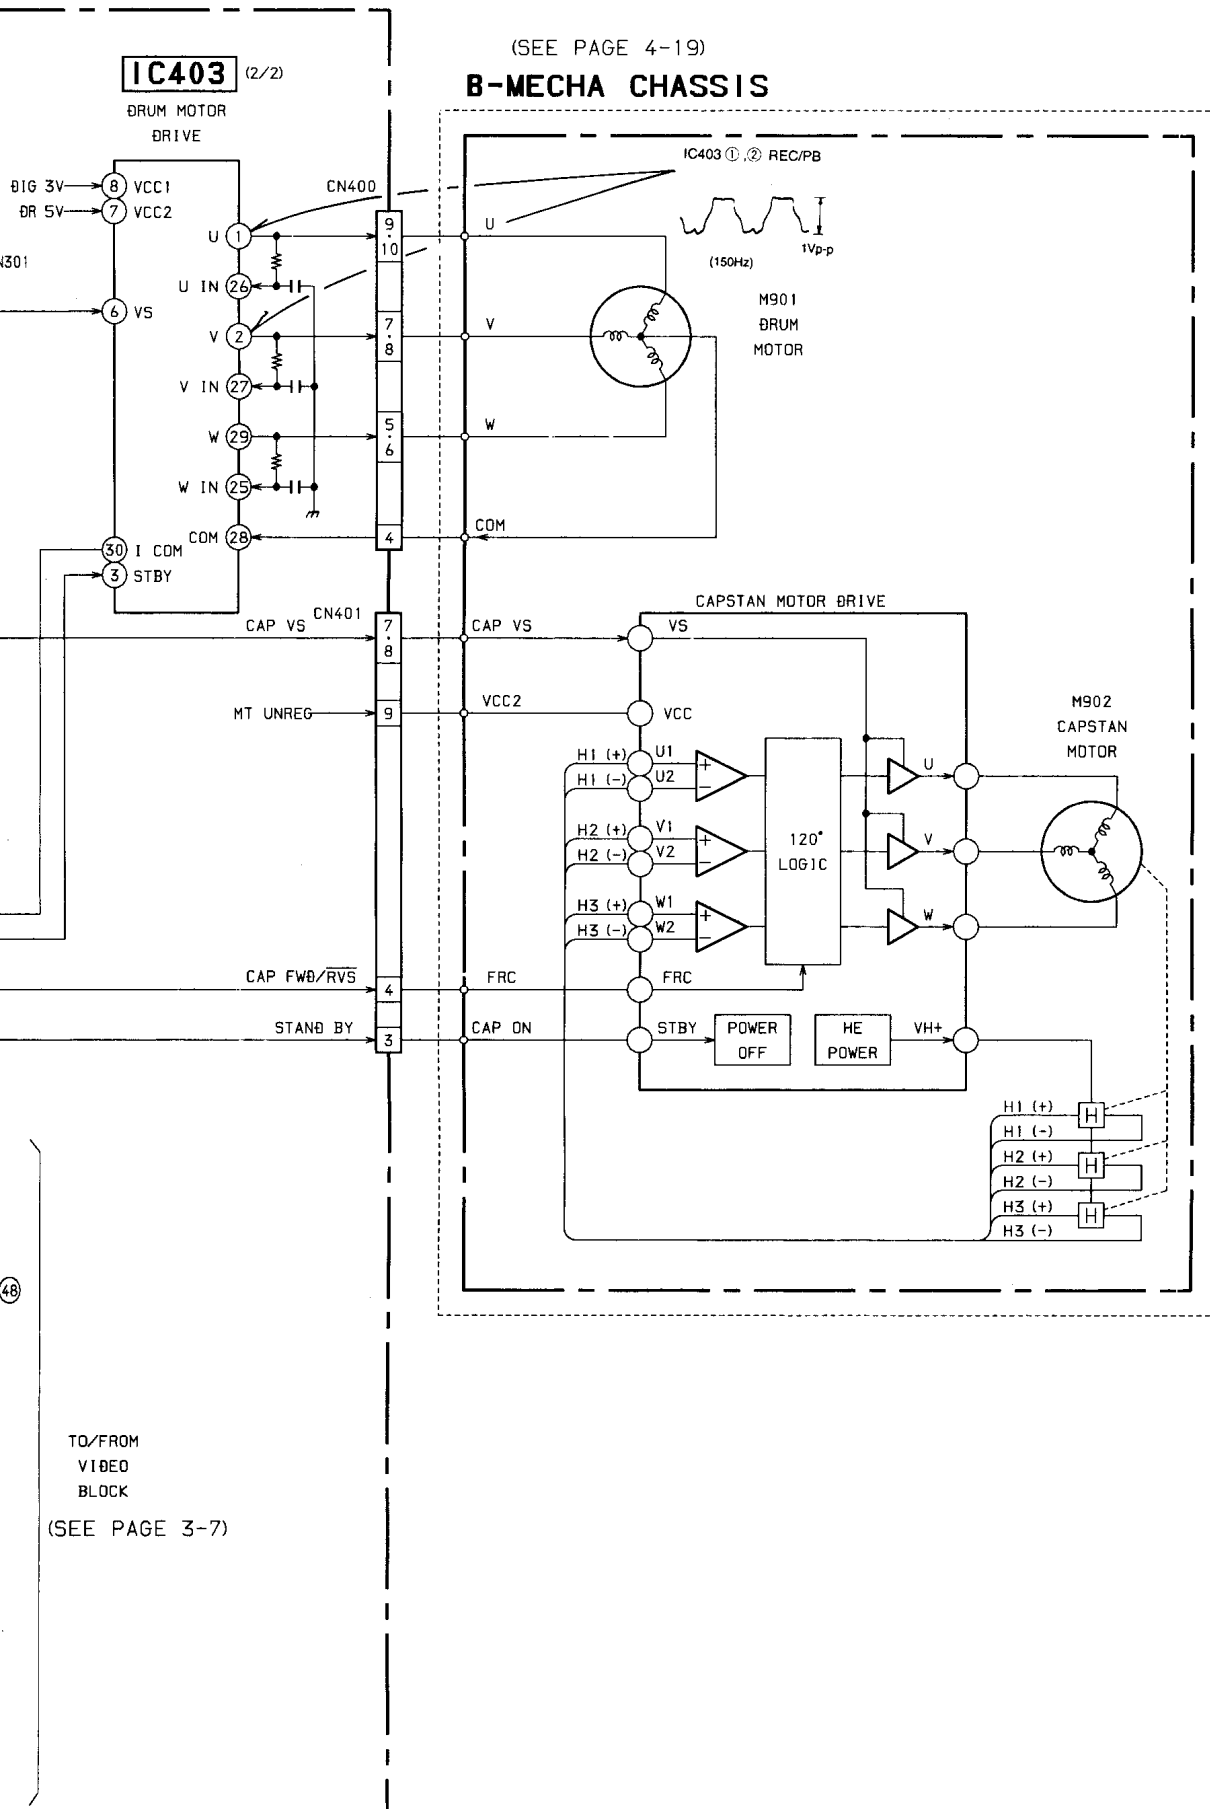 (SEE PAGE 4-19)
B-MECHA CHASSIS
IC403 (2/2)
DRUM MOTOR
DRIVE
IC403 ①,② REC/PB
1Vp-p
(150Hz)
DIG 3V 8 VCC1
DR 5V 7 VCC2
N301
6 VS
U 1
U IN 26
V 2
V IN 27
W 29
W IN 25
COM 28
30 I COM
3 STBY
CN400
9·10
7·8
5·6
4
U
V
W
COM
M901
DRUM
MOTOR
CN401
CAP VS 7·8 CAP VS
MT UNREG 9 VCC2
CAP FWD/R̅V̅S̅ 4 FRC
STAND BY 3 CAP ON
CAPSTAN MOTOR DRIVE
VS
VCC
H1 (+) U1
H1 (-) U2
H2 (+) V1
H2 (-) V2
H3 (+) W1
H3 (-) W2
+
−
+
−
+
−
120°
LOGIC
U
V
W
FRC
STBY
POWER
OFF
HE
POWER
VH+
M902
CAPSTAN
MOTOR
H1 (+) H
H1 (-)
H2 (+) H
H2 (-)
H3 (+) H
H3 (-)
48
TO/FROM
VIDEO
BLOCK
(SEE PAGE 3-7)